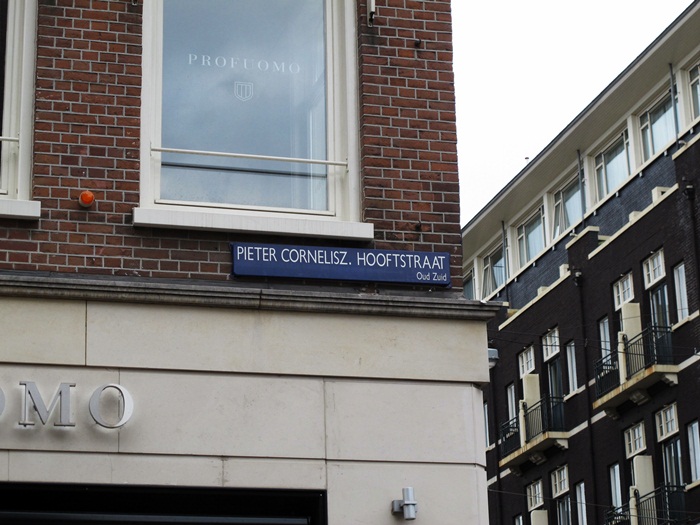 PROFUOMO
PIETER CORNELISZ. HOOFTSTRAAT
Oud Zuid
OMO